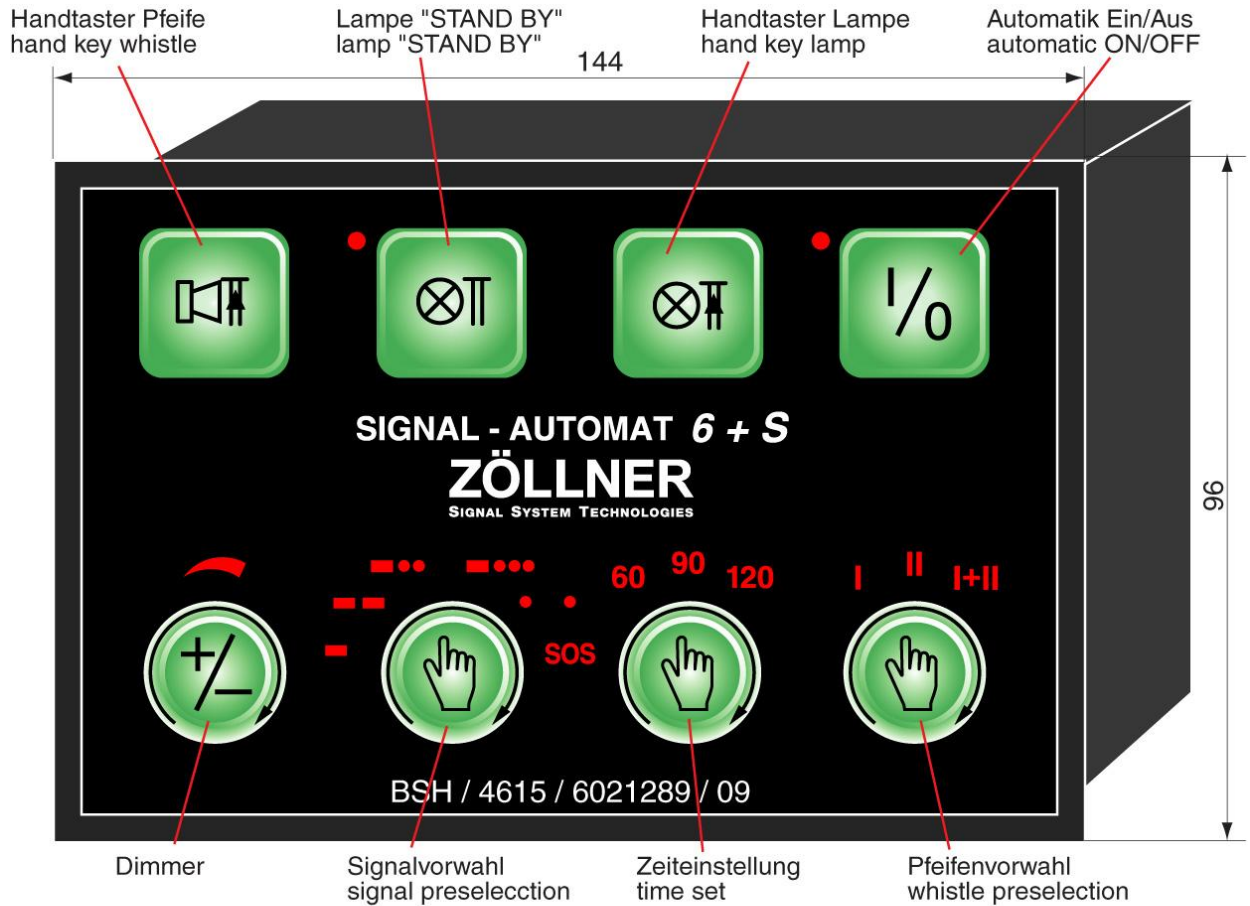 Handtaster Pfeife
hand key whistle
Lampe "STAND BY"
lamp "STAND BY"
Handtaster Lampe
hand key lamp
Automatik Ein/Aus
automatic ON/OFF
144
96
I/0
SIGNAL - AUTOMAT 6 + S
ZÖLLNER
SIGNAL SYSTEM TECHNOLOGIES
+/−
SOS
60
90
120
I
II
I+II
BSH / 4615 / 6021289 / 09
Dimmer
Signalvorwahl
signal preselecction
Zeiteinstellung
time set
Pfeifenvorwahl
whistle preselection